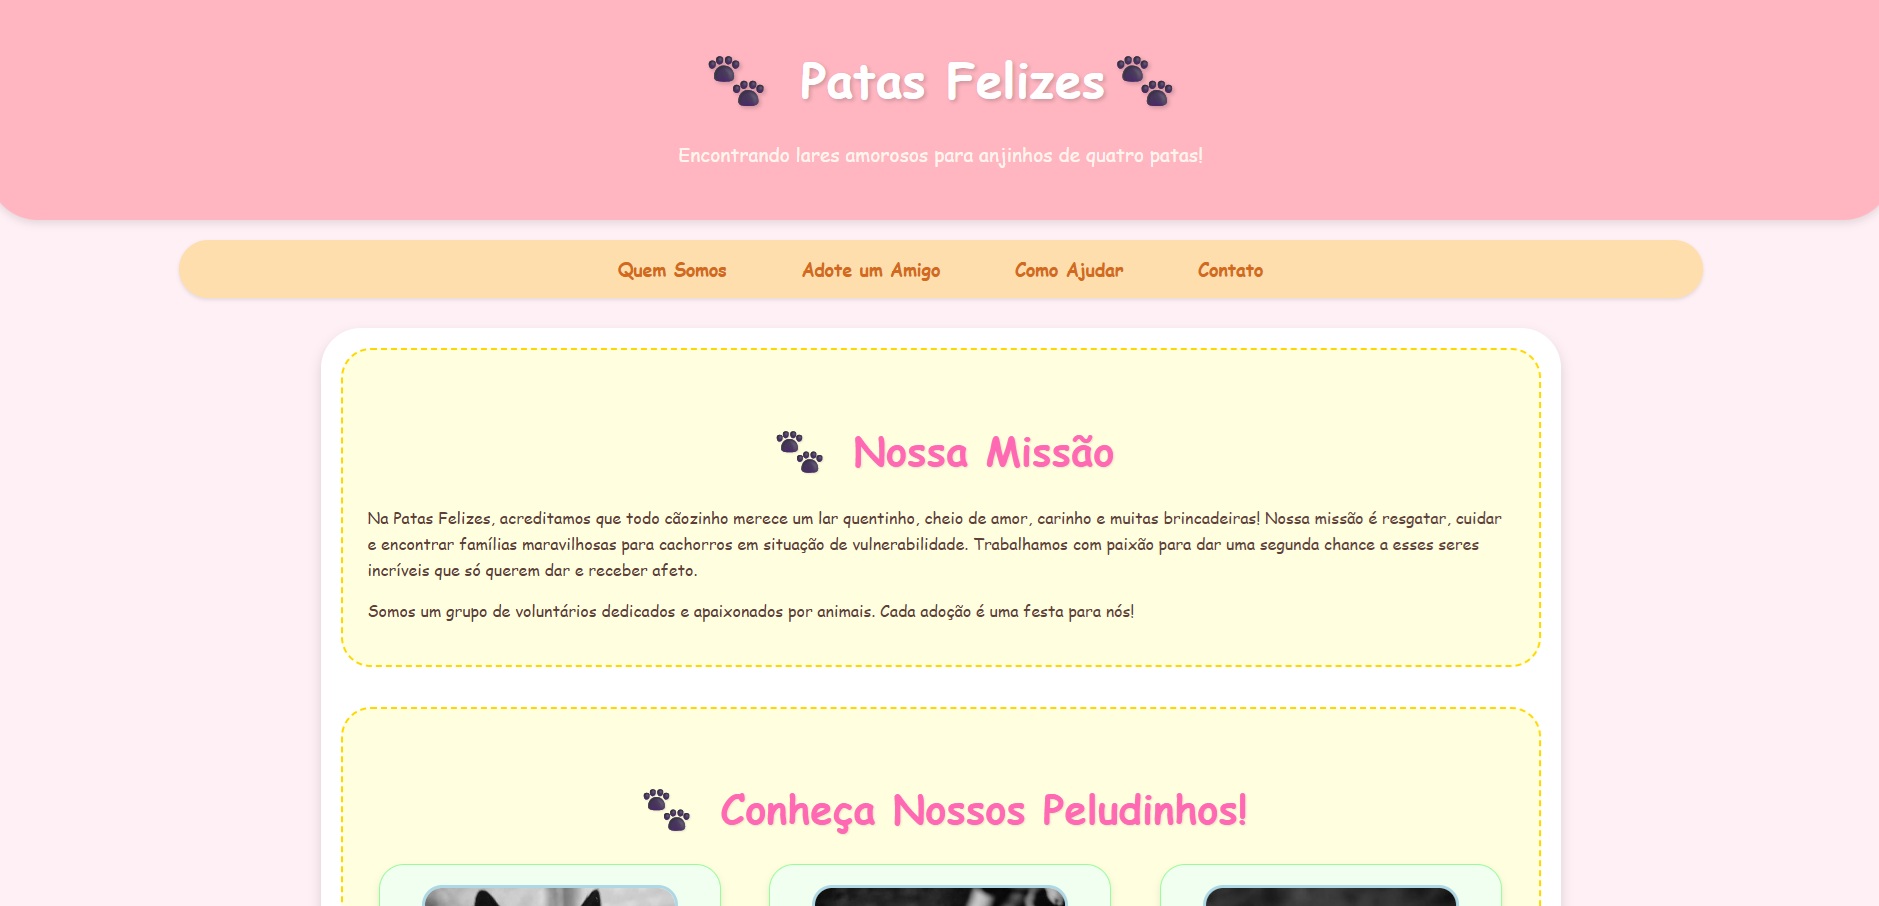 🐾 Patas Felizes 🐾
Encontrando lares amorosos para anjinhos de quatro patas!
Quem Somos Adote um Amigo Como Ajudar Contato
🐾 Nossa Missão
Na Patas Felizes, acreditamos que todo cãozinho merece um lar quentinho, cheio de amor, carinho e muitas brincadeiras! Nossa missão é resgatar, cuidar
e encontrar famílias maravilhosas para cachorros em situação de vulnerabilidade. Trabalhamos com paixão para dar uma segunda chance a esses seres
incríveis que só querem dar e receber afeto.
Somos um grupo de voluntários dedicados e apaixonados por animais. Cada adoção é uma festa para nós!
🐾 Conheça Nossos Peludinhos!